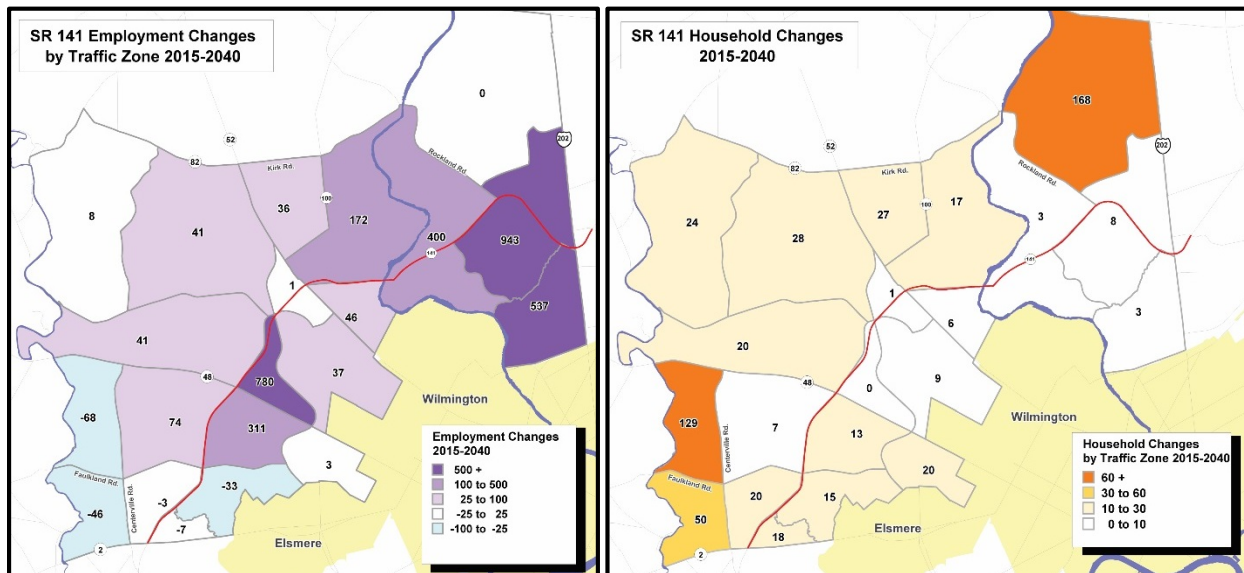 SR 141 Employment Changes
by Traffic Zone 2015-2040
0
52
202
82
Kirk Rd.
Rockland Rd.
36
100
8
41
172
400
943
141
1
537
46
41
37
48
780
Wilmington
-68
74
311
3
Faulkland Rd.
-33
-46
Centerville Rd.
-3
-7
Elsmere
2
Employment Changes
2015-2040
500 +
100 to 500
25 to 100
-25 to 25
-100 to -25
SR 141 Household Changes
2015-2040
168
52
202
82
Kirk Rd.
Rockland Rd.
27
100
17
24
28
3
8
141
1
3
6
20
9
48
0
Wilmington
129
7
13
Centerville Rd.
20
Faulkland Rd.
20
15
50
18
Elsmere
2
Household Changes
by Traffic Zone 2015-2040
60 +
30 to 60
10 to 30
0 to 10